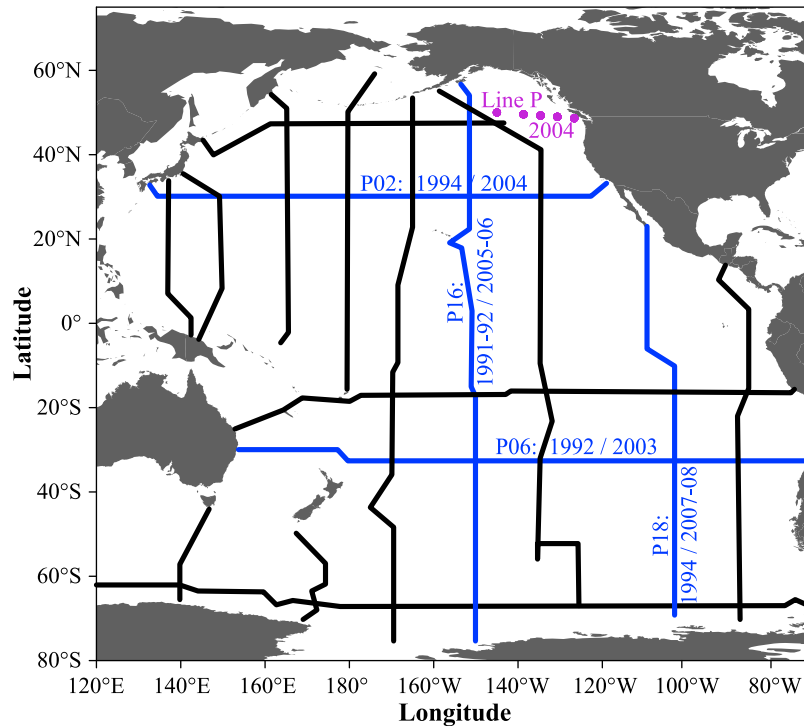 60°N
40°N
20°N
0°
20°S
40°S
60°S
80°S
Latitude
Line P
2004
P02: 1994 / 2004
P16:
1991-92 / 2005-06
P06: 1992 / 2003
P18:
1994 / 2007-08
120°E
140°E
160°E
180°
160°W
140°W
120°W
100°W
80°W
Longitude